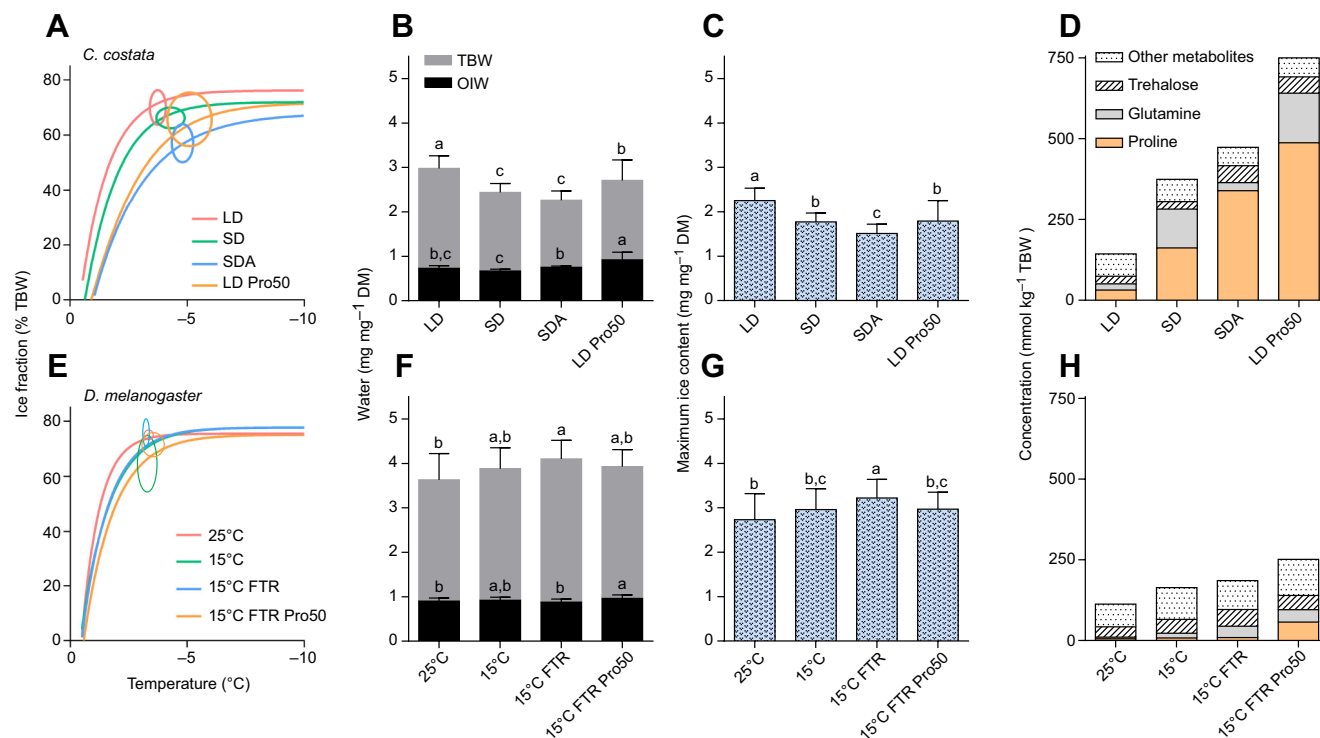 A
C. costata
80
60
40
20
0
0
–5
–10
LD
SD
SDA
LD Pro50
Ice fraction (% TBW)
B
TBW
OIW
5
4
3
2
1
0
a
c
c
b
b,c
c
b
a
LD
SD
SDA
LD Pro50
Water (mg mg–1 DM)
C
5
4
3
2
1
0
a
b
c
b
LD
SD
SDA
LD Pro50
Maximum ice content (mg mg–1 DM)
D
750
500
250
0
Other metabolites
Trehalose
Glutamine
Proline
LD
SD
SDA
LD Pro50
Concentration (mmol kg–1 TBW )
E
D. melanogaster
80
60
40
20
0
0
–5
–10
25°C
15°C
15°C FTR
15°C FTR Pro50
Temperature (°C)
F
5
4
3
2
1
0
b
a,b
a
a,b
b
a,b
b
a
25°C
15°C
15°C FTR
15°C FTR Pro50
G
5
4
3
2
1
0
b
b,c
a
b,c
25°C
15°C
15°C FTR
15°C FTR Pro50
H
750
500
250
0
25°C
15°C
15°C FTR
15°C FTR Pro50